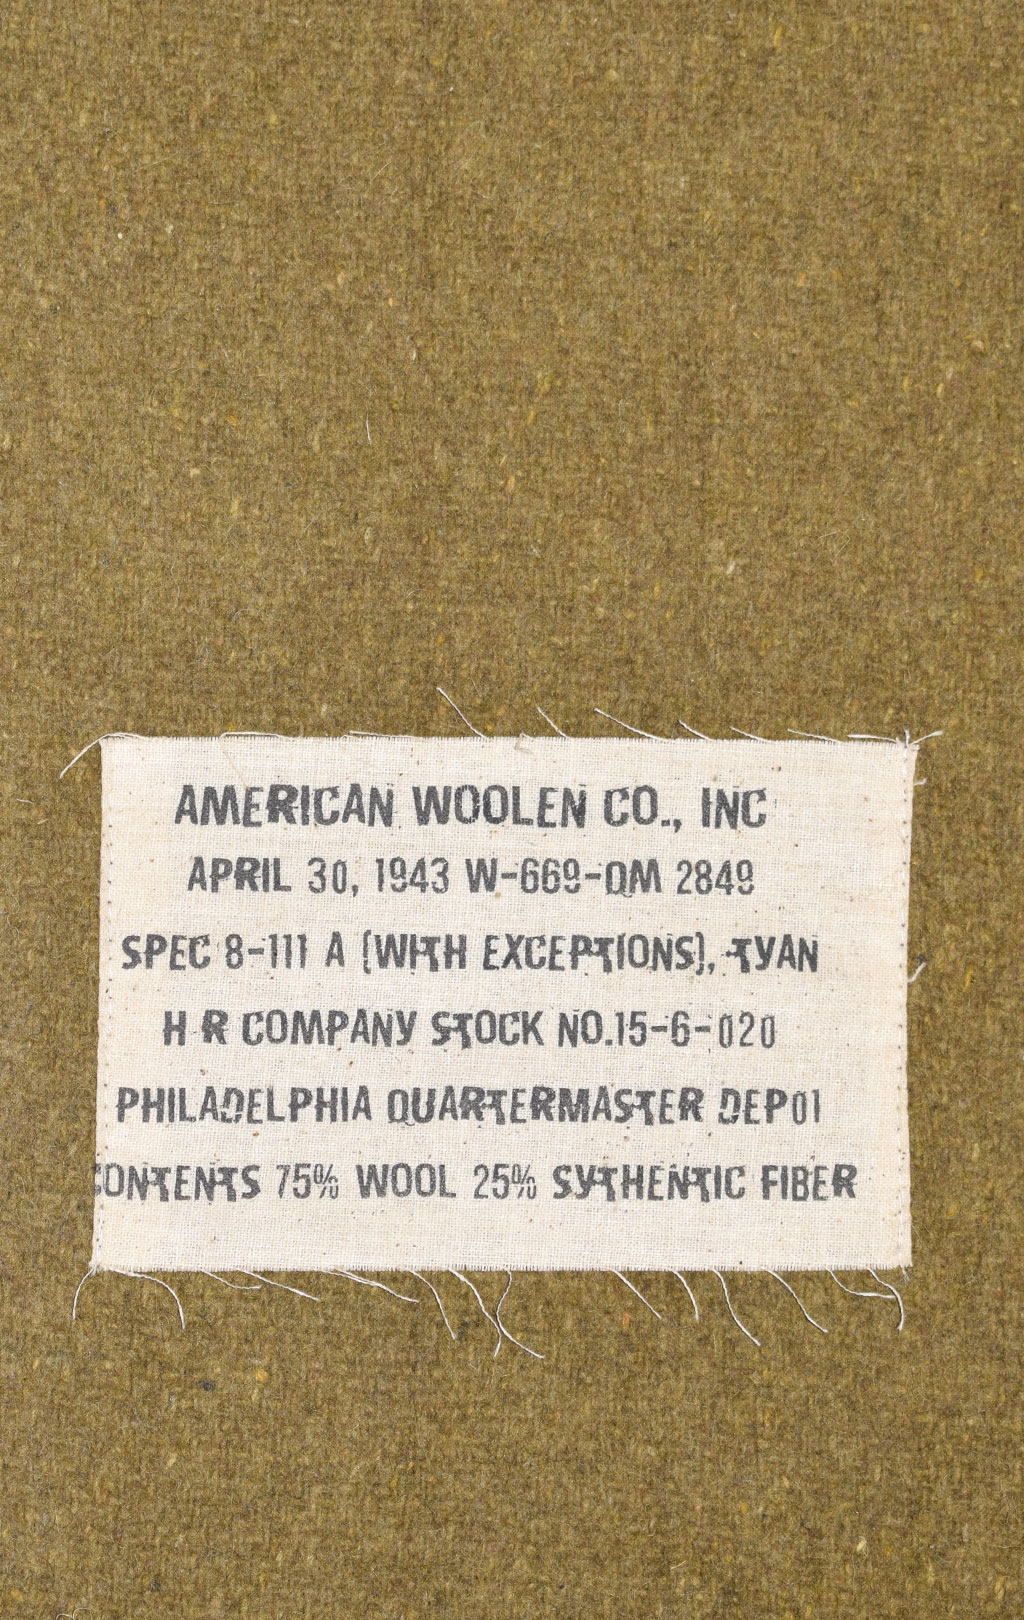 AMERICAN WOOLEN CO., INC
APRIL 30, 1943 W-669-QM 2849
SPEC 8-111 A (WITH EXCEPTIONS), TYAN
H R COMPANY STOCK NO.15-6-020
PHILADELPHIA QUARTERMASTER DEP01
CONTENTS 75% WOOL 25% SYTHENTIC FIBER